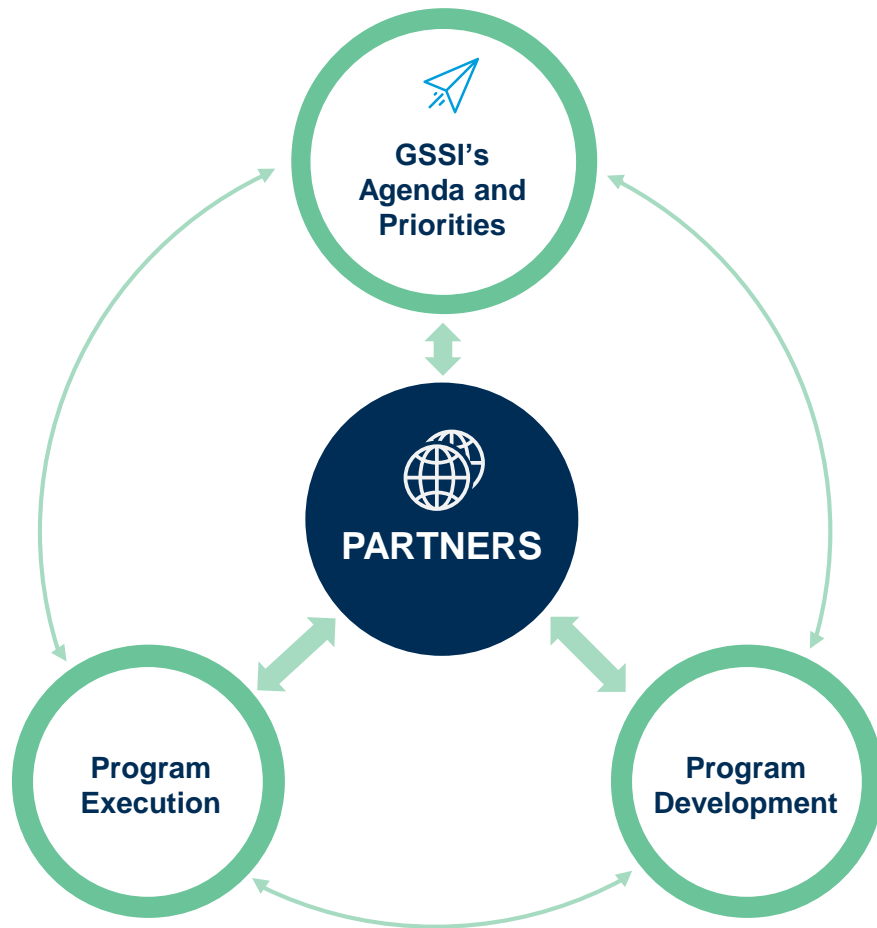 GSSI’s
Agenda and
Priorities
PARTNERS
Program
Execution
Program
Development